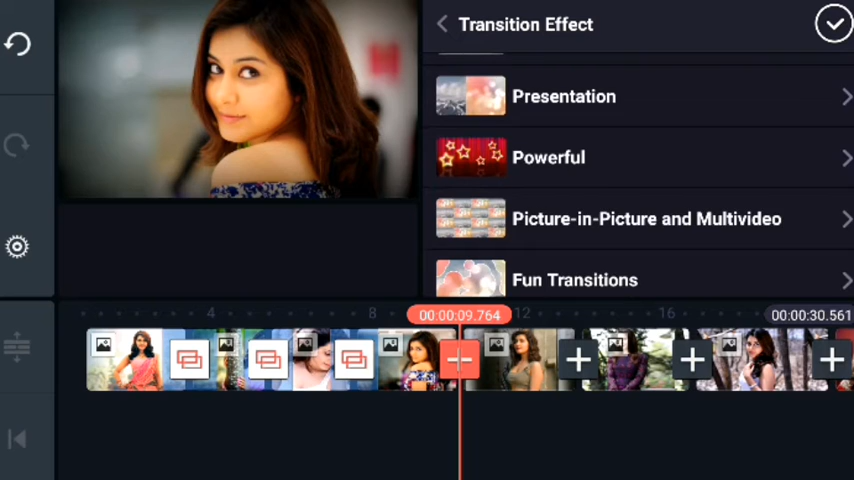 Transition Effect
Presentation
Powerful
Picture-in-Picture and Multivideo
Fun Transitions
4
8
00:00:09.764
12
16
00:00:30.561